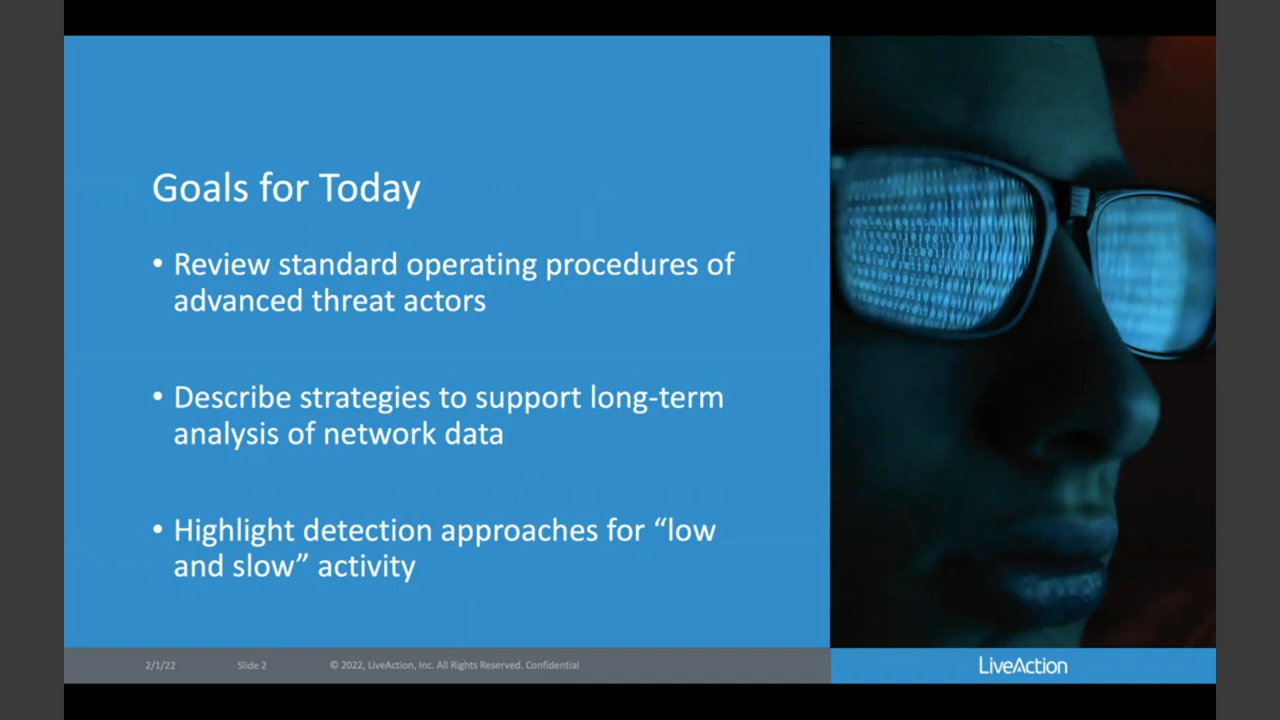 Goals for Today
• Review standard operating procedures of
advanced threat actors
• Describe strategies to support long-term
analysis of network data
• Highlight detection approaches for “low
and slow” activity
2/1/22 Slide 2 © 2022, LiveAction, Inc. All Rights Reserved. Confidential
LiveAction